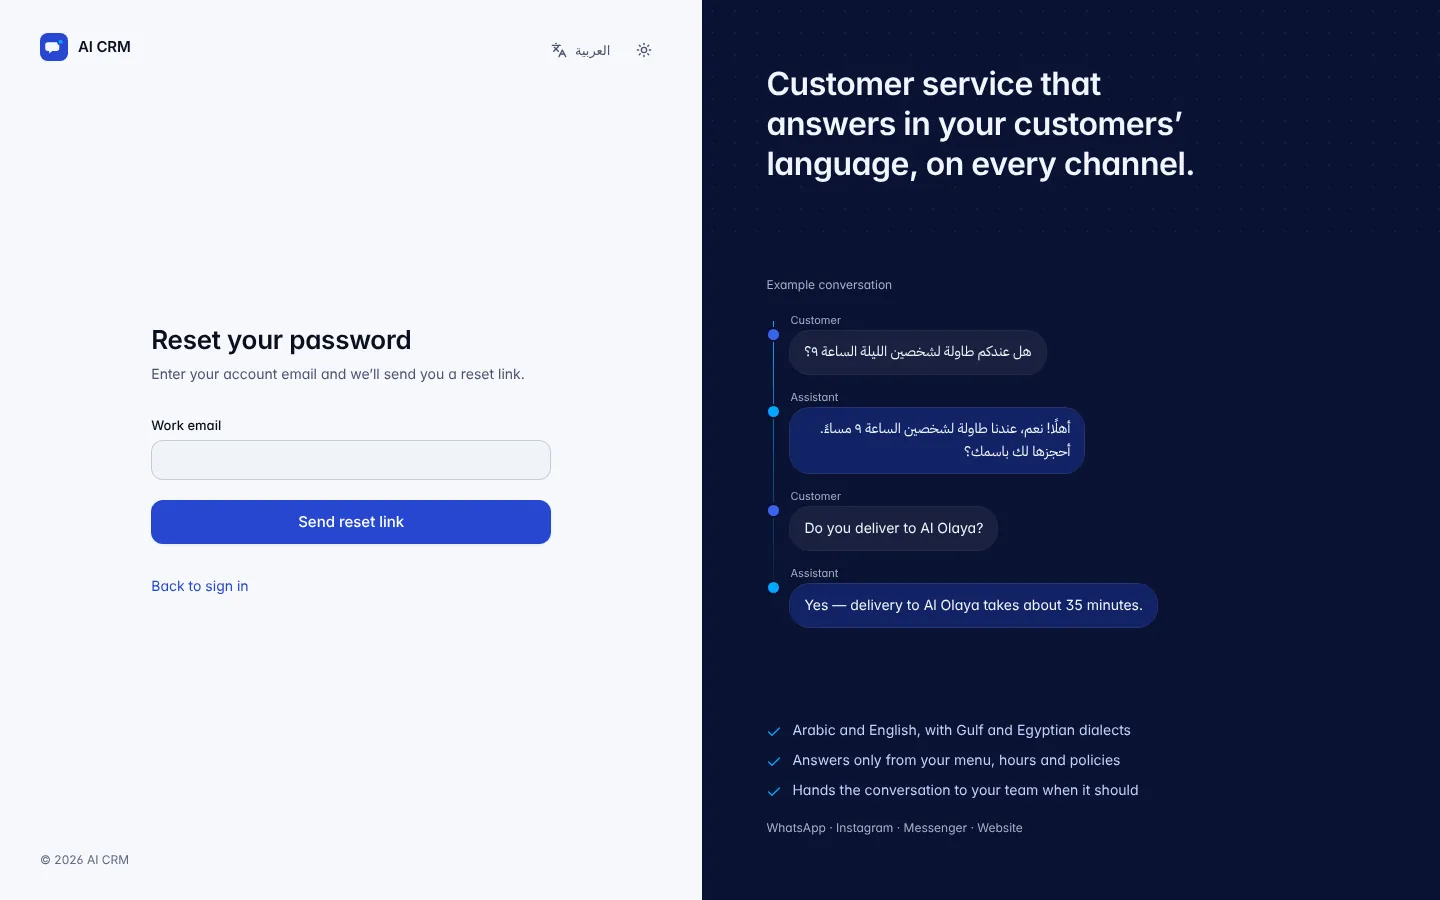 AI CRM
العربية
Reset your password
Enter your account email and we’ll send you a reset link.
Work email
Send reset link
Back to sign in
© 2026 AI CRM
Customer service that
answers in your customers’
language, on every channel.
Example conversation
Customer
هل عندكم طاولة لشخصين الليلة الساعة ٩؟
Assistant
أهلًا! نعم، عندنا طاولة لشخصين الساعة ٩ مساءً.
أحجزها لك باسمك؟
Customer
Do you deliver to Al Olaya?
Assistant
Yes — delivery to Al Olaya takes about 35 minutes.
Arabic and English, with Gulf and Egyptian dialects
Answers only from your menu, hours and policies
Hands the conversation to your team when it should
WhatsApp · Instagram · Messenger · Website